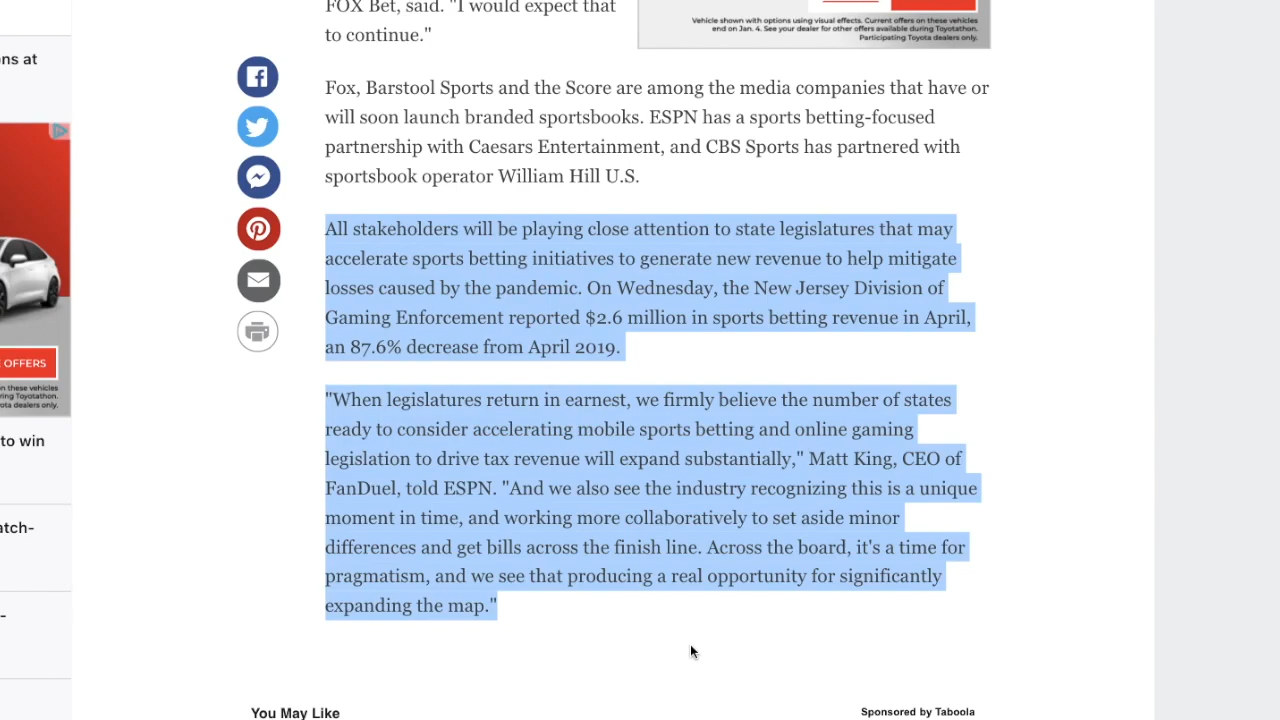 FOX Bet, said. "I would expect that
to continue."
Vehicle shown with options using visual effects. Current offers on these vehicles
end on Jan. 4. See your dealer for other offers available during Toyotathon.
Participating Toyota dealers only.
Fox, Barstool Sports and the Score are among the media companies that have or
will soon launch branded sportsbooks. ESPN has a sports betting-focused
partnership with Caesars Entertainment, and CBS Sports has partnered with
sportsbook operator William Hill U.S.
All stakeholders will be playing close attention to state legislatures that may
accelerate sports betting initiatives to generate new revenue to help mitigate
losses caused by the pandemic. On Wednesday, the New Jersey Division of
Gaming Enforcement reported $2.6 million in sports betting revenue in April,
an 87.6% decrease from April 2019.
"When legislatures return in earnest, we firmly believe the number of states
ready to consider accelerating mobile sports betting and online gaming
legislation to drive tax revenue will expand substantially," Matt King, CEO of
FanDuel, told ESPN. "And we also see the industry recognizing this is a unique
moment in time, and working more collaboratively to set aside minor
differences and get bills across the finish line. Across the board, it's a time for
pragmatism, and we see that producing a real opportunity for significantly
expanding the map."
You May Like
Sponsored by Taboola
ns at
OFFERS
n these vehicles
ring Toyotathon.
ota dealers only.
to win
atch-
-